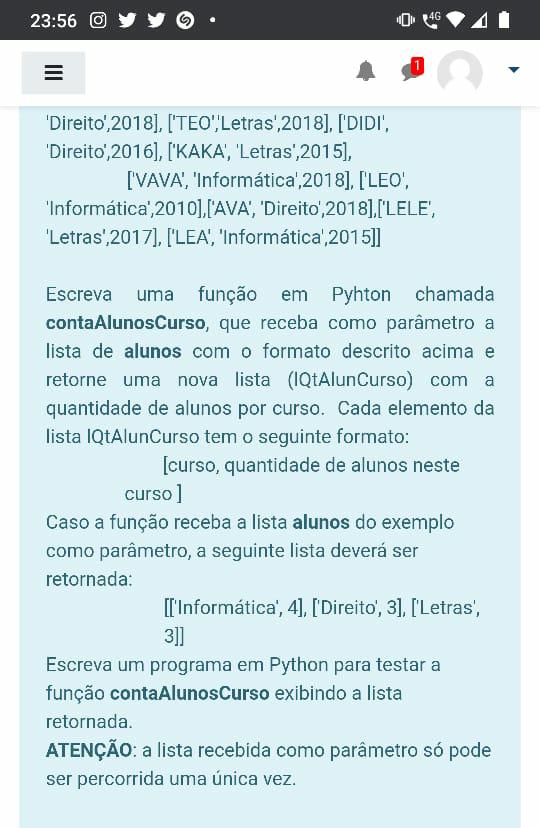 23:56
4G
1
'Direito',2018], ['TEO','Letras',2018], ['DIDI',
'Direito',2016], ['KAKA', 'Letras',2015],
['VAVA', 'Informática',2018], ['LEO',
'Informática',2010],['AVA', 'Direito',2018],['LELE',
'Letras',2017], ['LEA', 'Informática',2015]]
Escreva uma função em Pyhton chamada
contaAlunosCurso, que receba como parâmetro a
lista de alunos com o formato descrito acima e
retorne uma nova lista (lQtAlunCurso) com a
quantidade de alunos por curso. Cada elemento da
lista lQtAlunCurso tem o seguinte formato:
[curso, quantidade de alunos neste
curso ]
Caso a função receba a lista alunos do exemplo
como parâmetro, a seguinte lista deverá ser
retornada:
[['Informática', 4], ['Direito', 3], ['Letras',
3]]
Escreva um programa em Python para testar a
função contaAlunosCurso exibindo a lista
retornada.
ATENÇÃO: a lista recebida como parâmetro só pode
ser percorrida uma única vez.